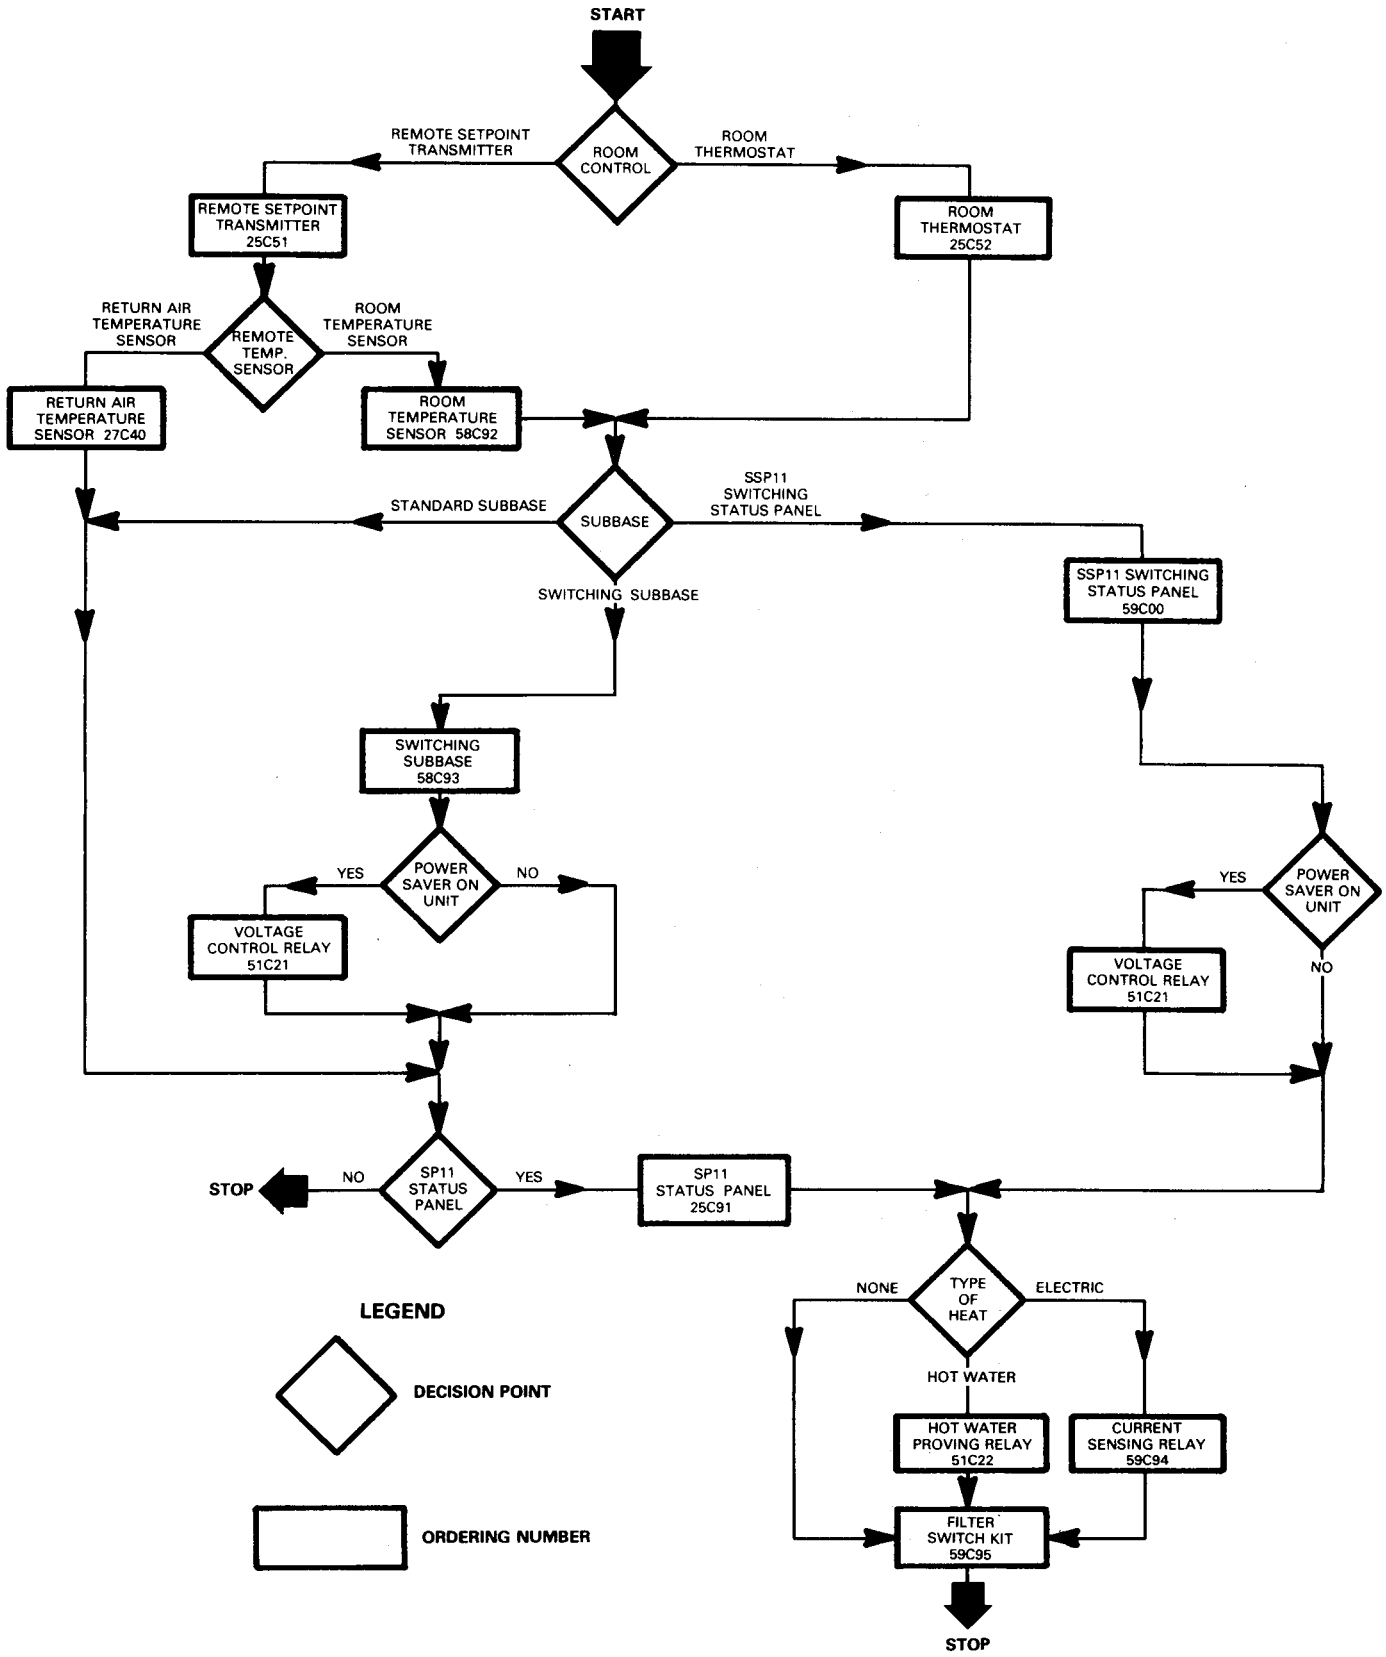 START
REMOTE SETPOINT
TRANSMITTER
ROOM
THERMOSTAT
ROOM
CONTROL
REMOTE SETPOINT
TRANSMITTER
25C51
ROOM
THERMOSTAT
25C52
RETURN AIR
TEMPERATURE
SENSOR
ROOM
TEMPERATURE
SENSOR
REMOTE
TEMP.
SENSOR
RETURN AIR
TEMPERATURE
SENSOR 27C40
ROOM
TEMPERATURE
SENSOR 58C92
STANDARD SUBBASE
SUBBASE
SSP11
SWITCHING
STATUS PANEL
SWITCHING SUBBASE
SSP11 SWITCHING
STATUS PANEL
59C00
SWITCHING
SUBBASE
58C93
YES
POWER
SAVER ON
UNIT
NO
VOLTAGE
CONTROL RELAY
51C21
YES
POWER
SAVER ON
UNIT
NO
VOLTAGE
CONTROL RELAY
51C21
STOP
NO
SP11
STATUS
PANEL
YES
SP11
STATUS PANEL
25C91
NONE
TYPE
OF
HEAT
ELECTRIC
HOT WATER
HOT WATER
PROVING RELAY
51C22
CURRENT
SENSING RELAY
59C94
FILTER
SWITCH KIT
59C95
STOP
LEGEND
DECISION POINT
ORDERING NUMBER